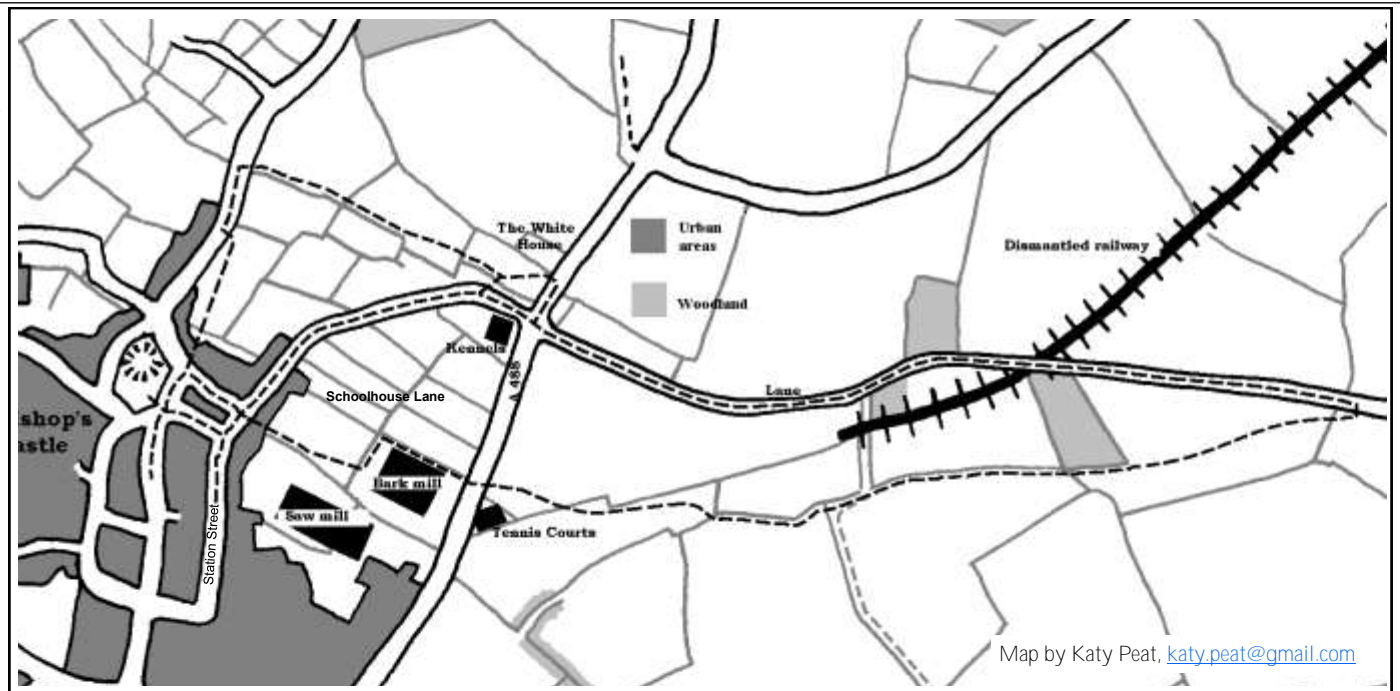 The White
House
Urban
areas
Dismantled railway
Woodland
Kennels
A 488
Lane
Schoolhouse Lane
shop's
astle
Bark mill
Saw mill
Tennis Courts
Station Street
Map by Katy Peat, katy.peat@gmail.com